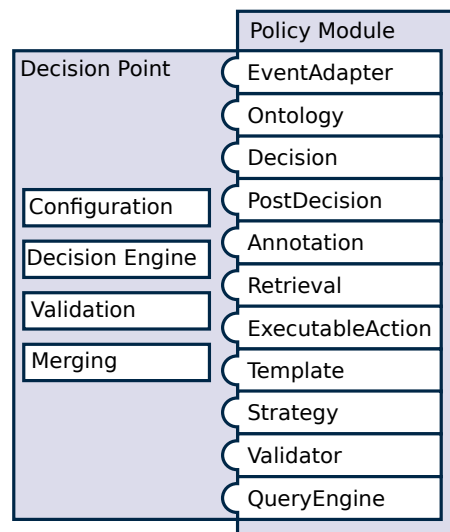 Policy Module
Decision Point
EventAdapter
Ontology
Decision
PostDecision
Annotation
Retrieval
ExecutableAction
Template
Strategy
Validator
QueryEngine
Configuration
Decision Engine
Validation
Merging